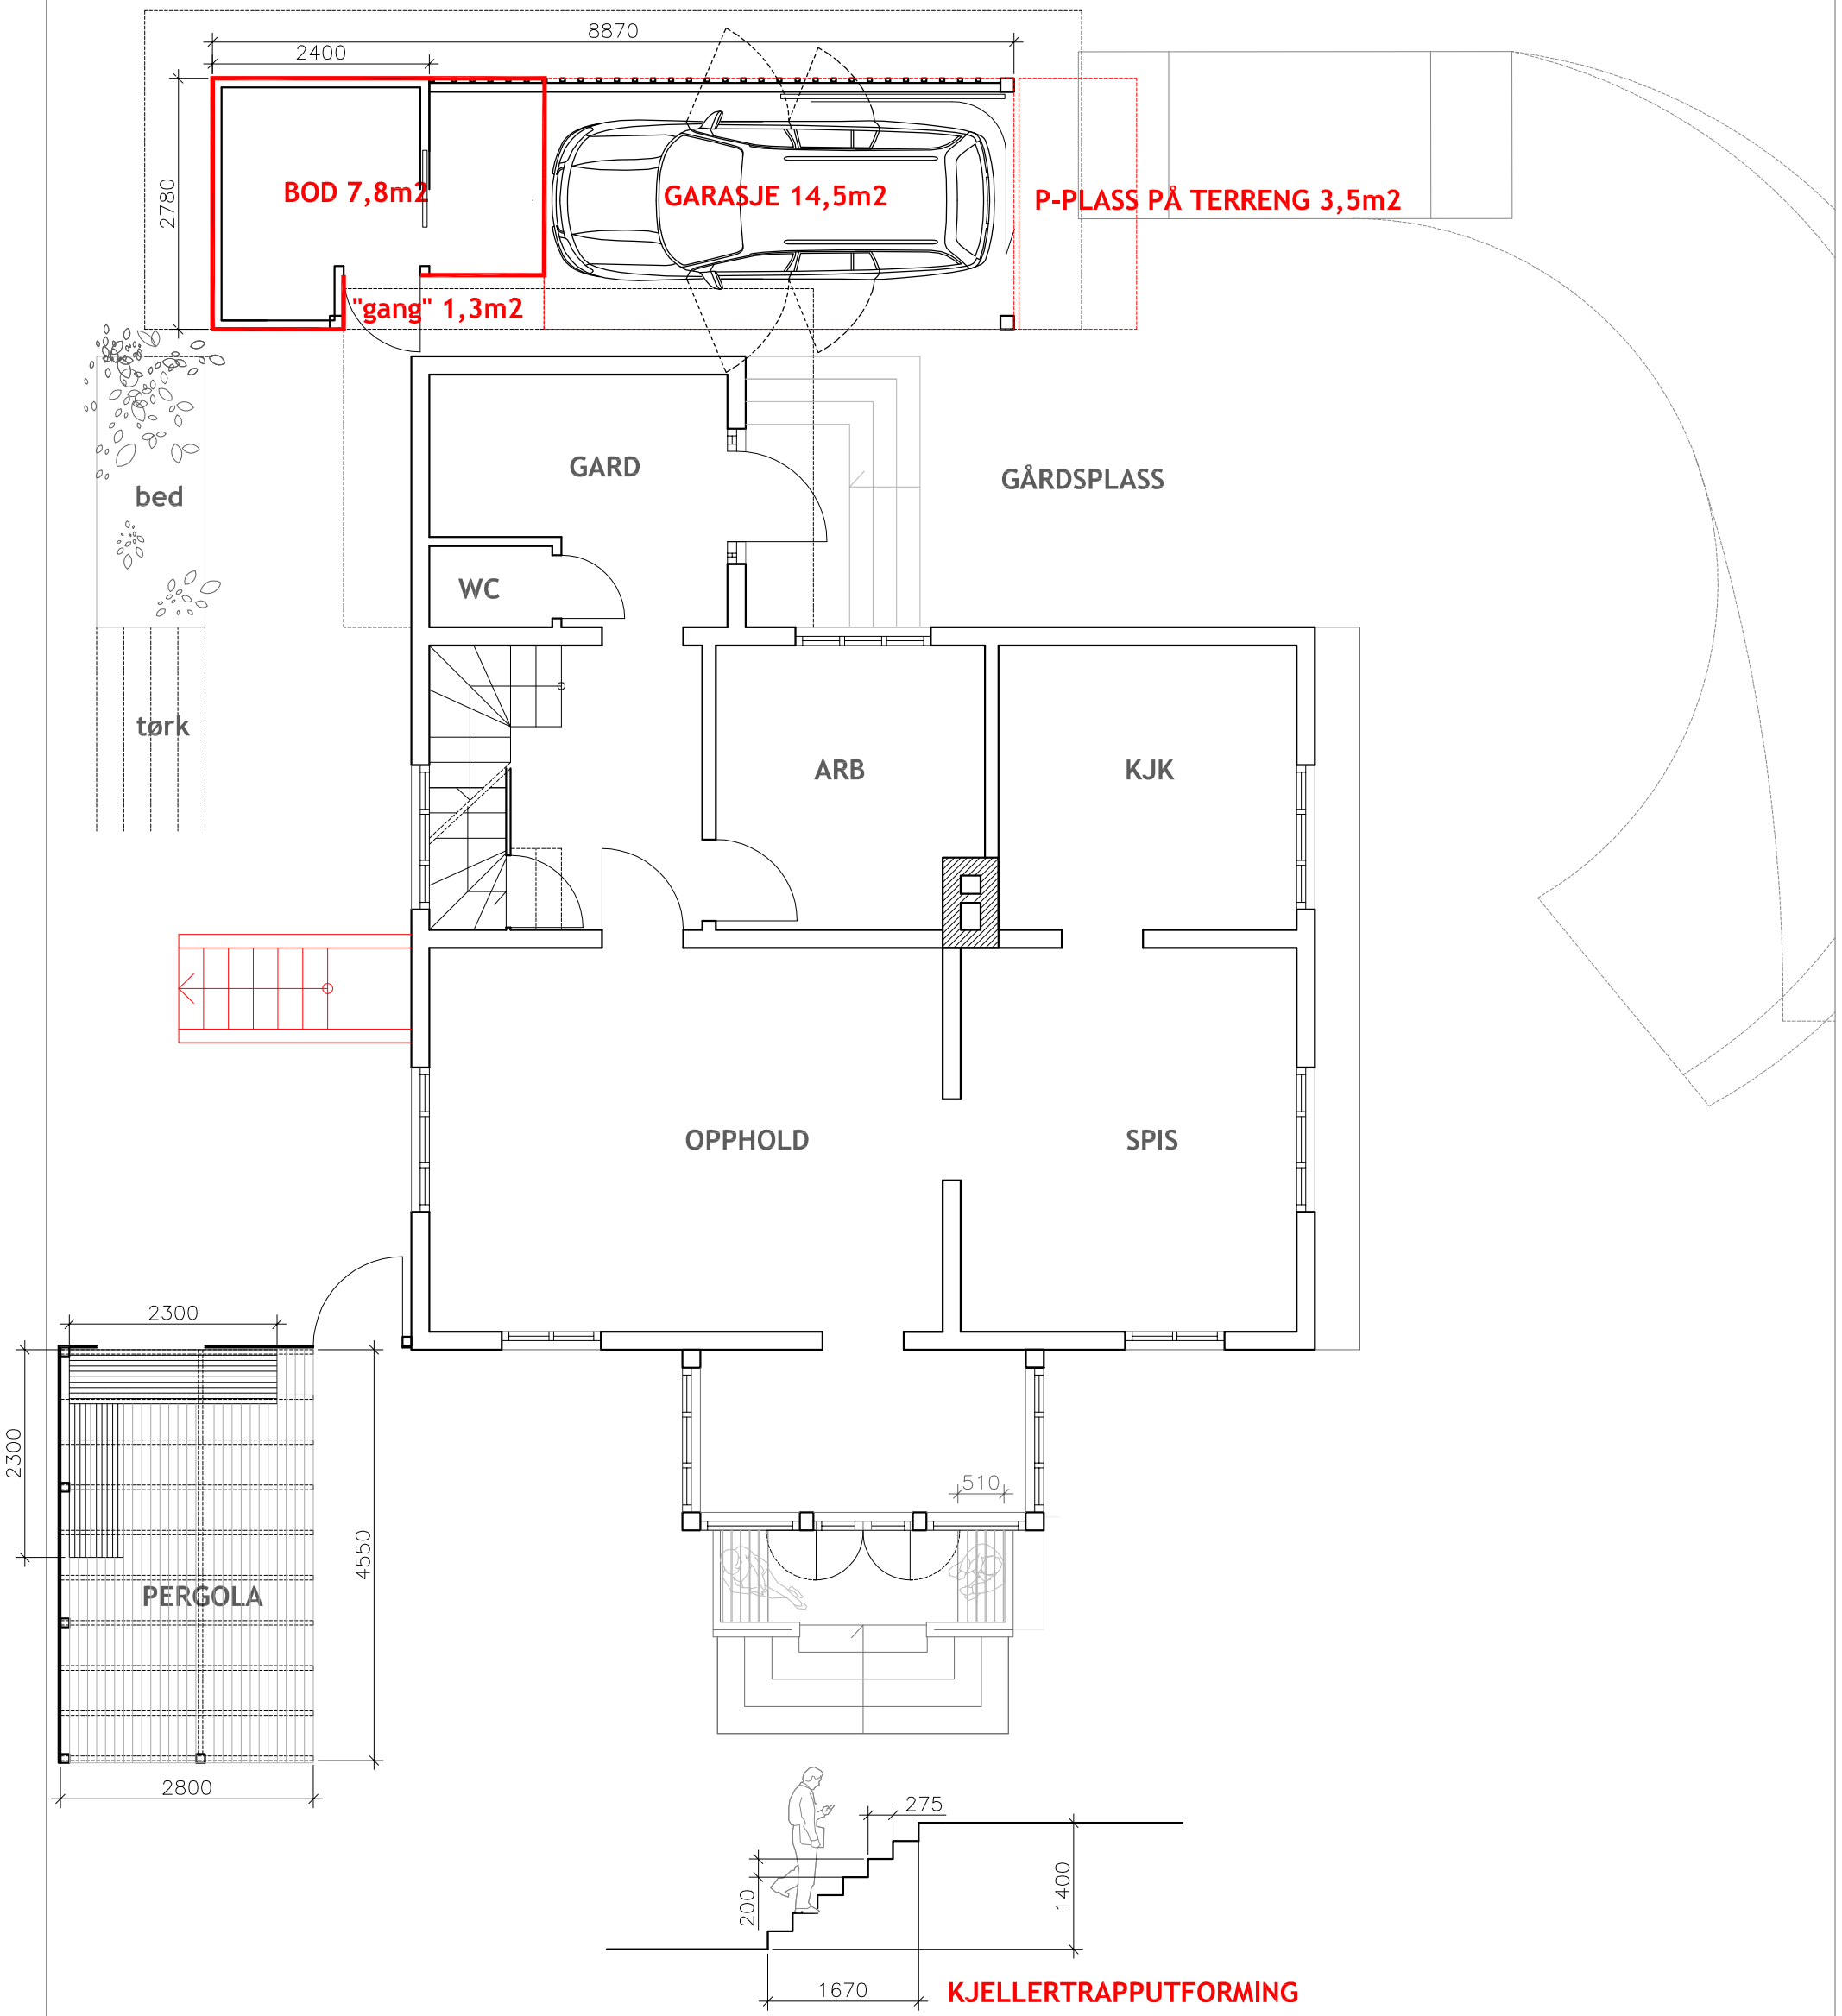 8870
2400
2780
BOD 7,8m2
GARASJE 14,5m2
P-PLASS PÅ TERRENG 3,5m2
"gang" 1,3m2
GARD
GÅRDSPLASS
bed
WC
tørk
ARB
KJK
OPPHOLD
SPIS
2300
2300
510
4550
PERGOLA
2800
275
200
1400
1670
KJELLERTRAPPUTFORMING